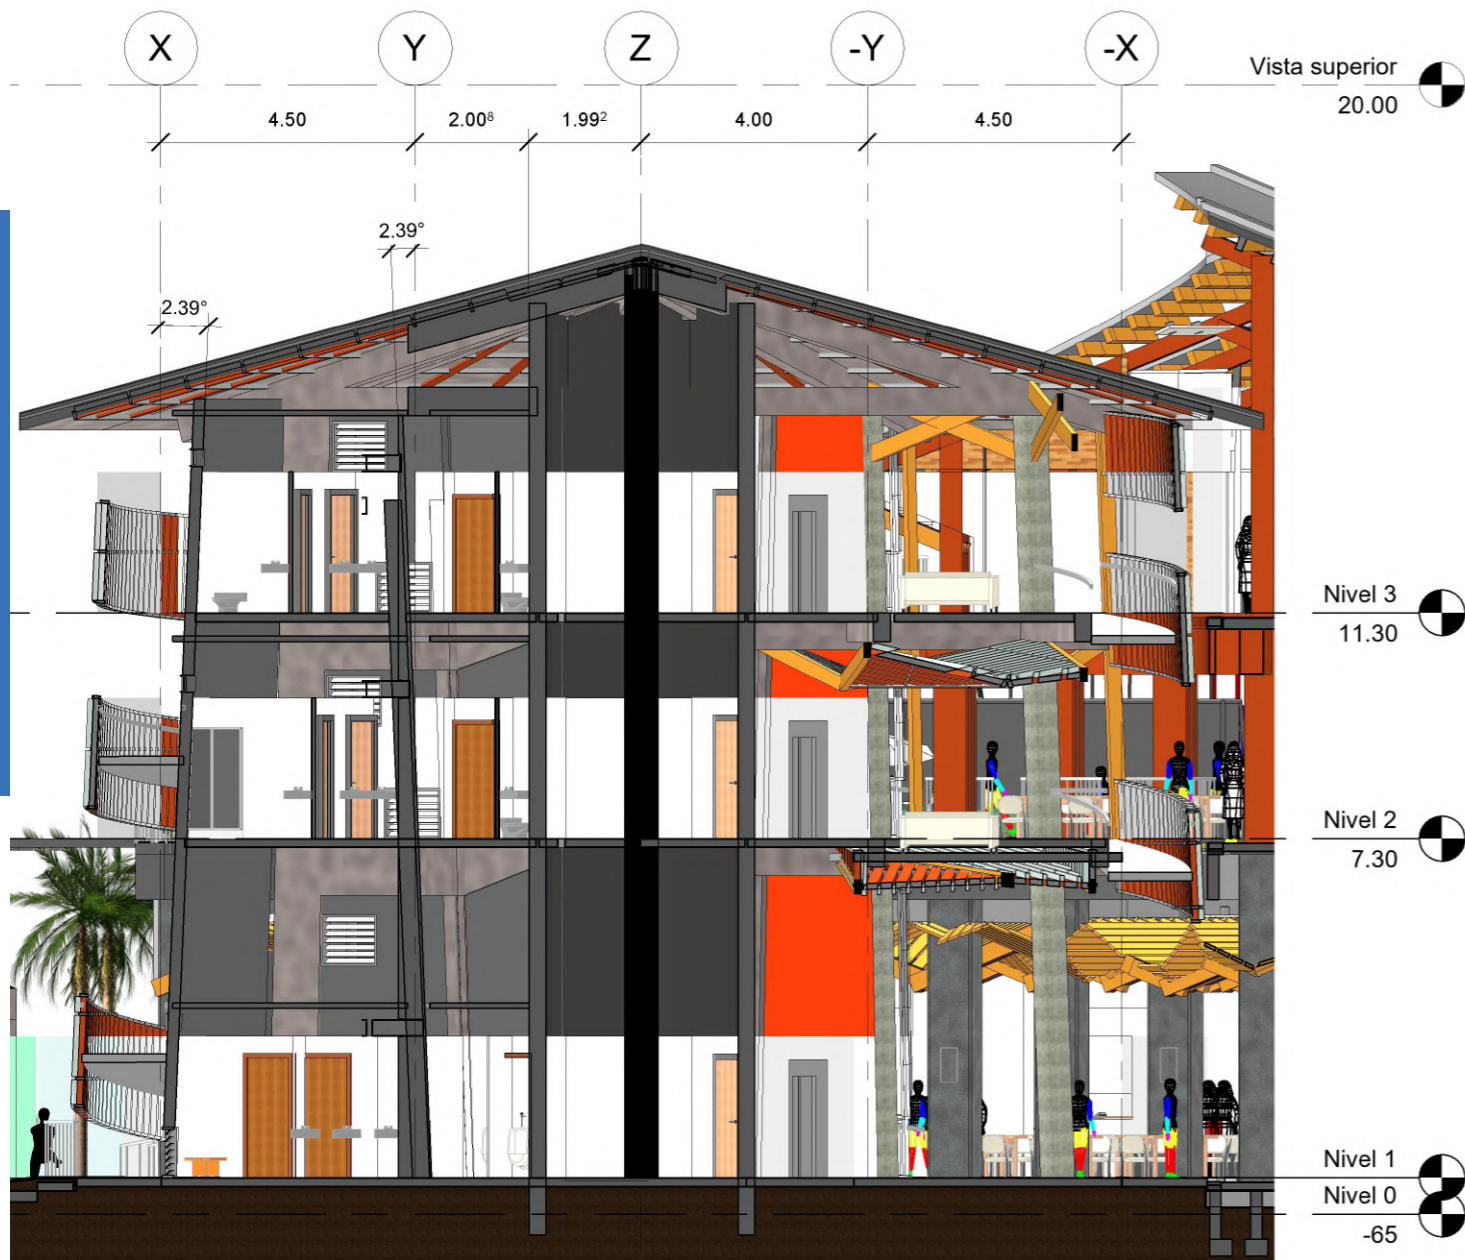 X Y Z -Y -X
Vista superior
20.00
4.50 2.00⁸ 1.99² 4.00 4.50
2.39°
2.39°
Nivel 3
11.30
Nivel 2
7.30
Nivel 1
Nivel 0
-65